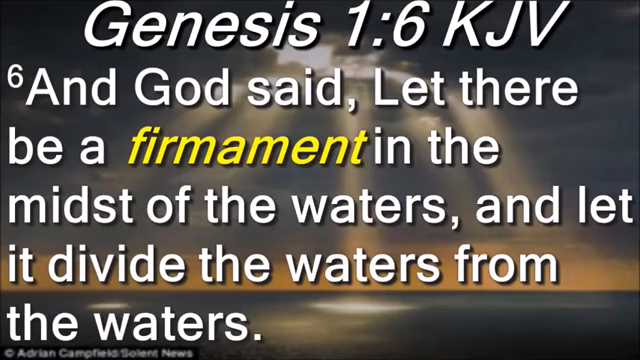 Genesis 1:6 KJV
6And God said, Let there
be a firmament in the
midst of the waters, and let
it divide the waters from
the waters.
© Adrian Campfield/Solent News